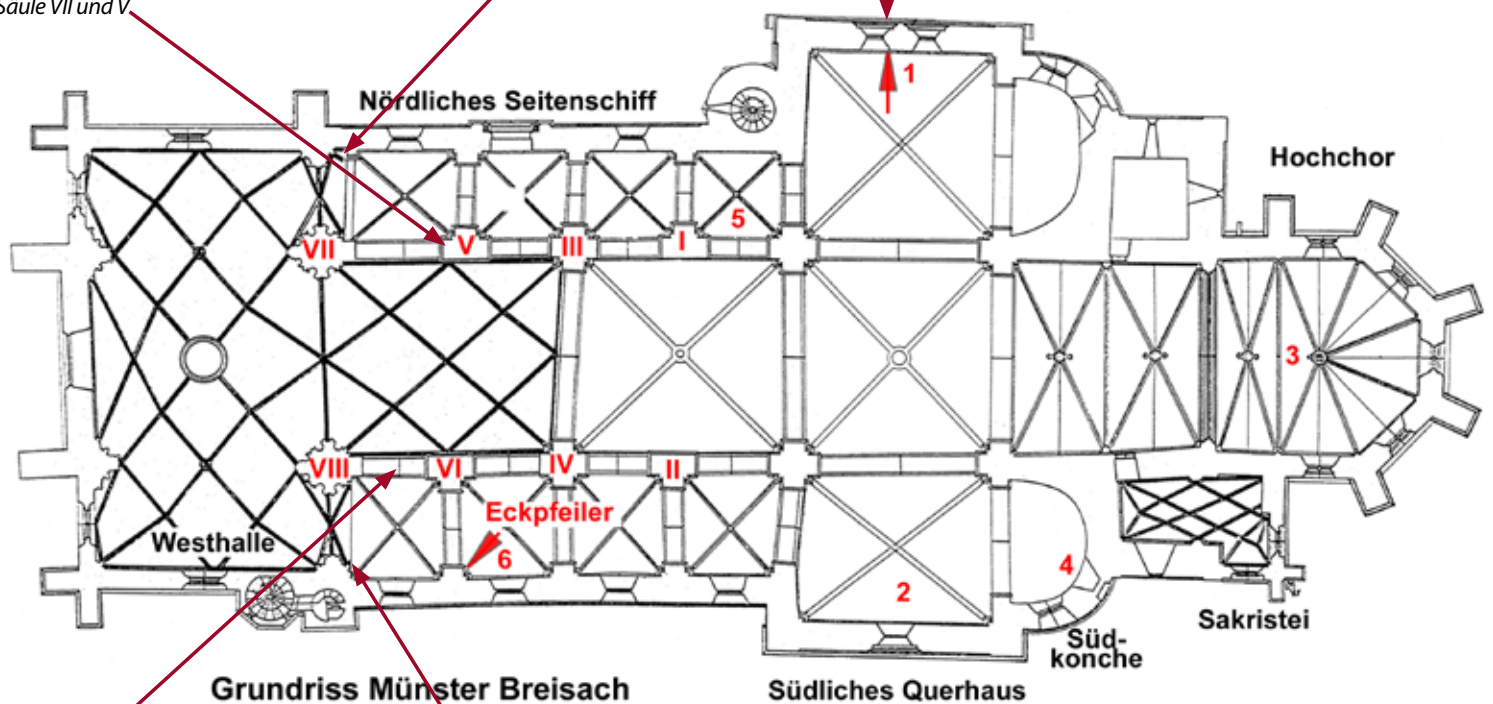 Säule VII und V
1
Nördliches Seitenschiff
Hochchor
5
VII
V
III
I
3
VIII
VI
IV
II
Eckpfeiler
6
Westhalle
4
2
Sakristei
Süd-
konche
Grundriss Münster Breisach
Südliches Querhaus